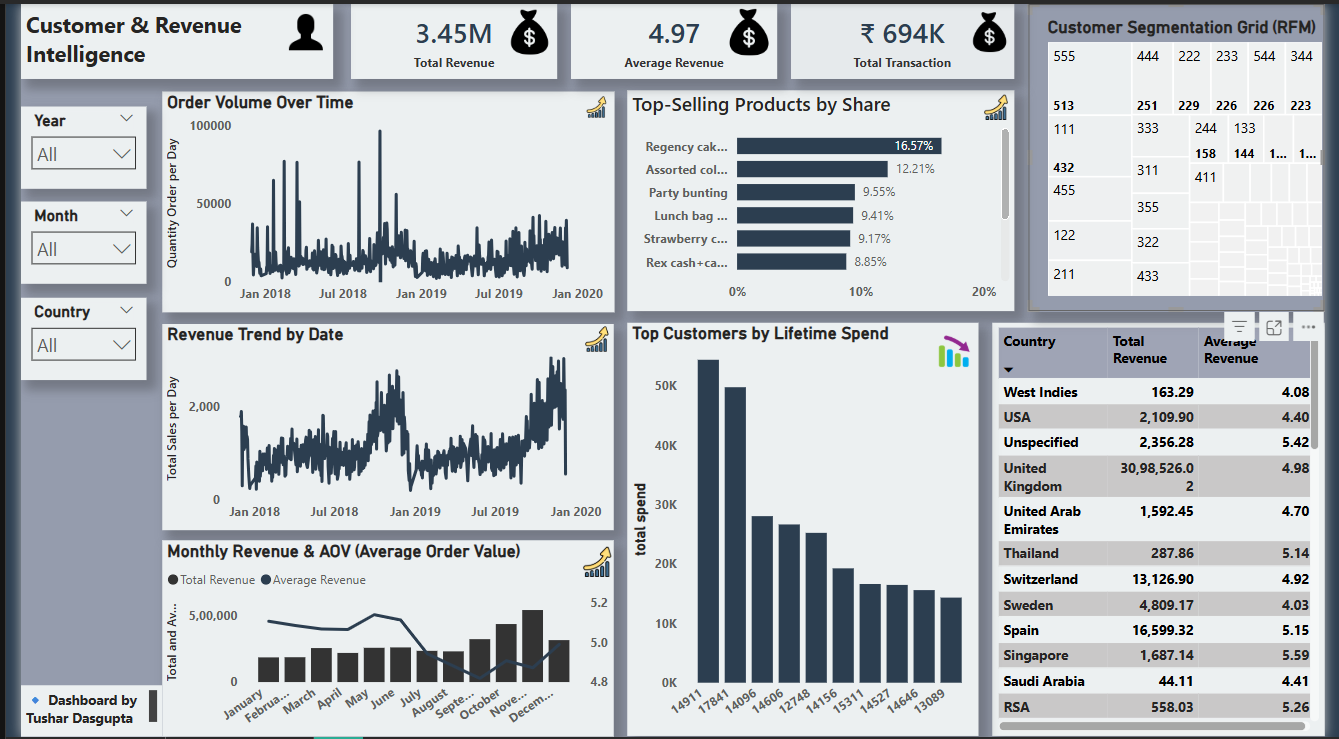 Customer & Revenue
Intelligence
3.45M
Total Revenue
4.97
Average Revenue
₹ 694K
Total Transaction
Year
All
Month
All
Country
All
Dashboard by
Tushar Dasgupta
Order Volume Over Time
Quantity Order per Day
100000
50000
0
Jan 2018
Jul 2018
Jan 2019
Jul 2019
Jan 2020
Revenue Trend by Date
Total Sales per Day
2,000
0
Jan 2018
Jul 2018
Jan 2019
Jul 2019
Jan 2020
Monthly Revenue & AOV (Average Order Value)
Total Revenue
Average Revenue
Total and Av...
5,00,000
0
5.2
5.0
4.8
January
Februa...
March
April
May
June
July
August
Septe...
October
Nove...
Decem...
Top-Selling Products by Share
Regency cak...
16.57%
Assorted col...
12.21%
Party bunting
9.55%
Lunch bag ...
9.41%
Strawberry c...
9.17%
Rex cash+ca...
8.85%
0%
10%
20%
Top Customers by Lifetime Spend
total spend
50K
40K
30K
20K
10K
0K
14911
17841
14096
14606
12748
14156
15311
14527
14646
13089
Customer Segmentation Grid (RFM)
555
513
111
432
455
122
211
444
251
333
311
355
322
433
222
229
233
226
544
226
344
223
244
158
133
144
1...
1...
411
Country
Total
Revenue
Average
Revenue
West Indies
163.29
4.08
USA
2,109.90
4.40
Unspecified
2,356.28
5.42
United
Kingdom
30,98,526.0
2
4.98
United Arab
Emirates
1,592.45
4.70
Thailand
287.86
5.14
Switzerland
13,126.90
4.92
Sweden
4,809.17
4.03
Spain
16,599.32
5.15
Singapore
1,687.14
5.59
Saudi Arabia
44.11
4.41
RSA
558.03
5.26